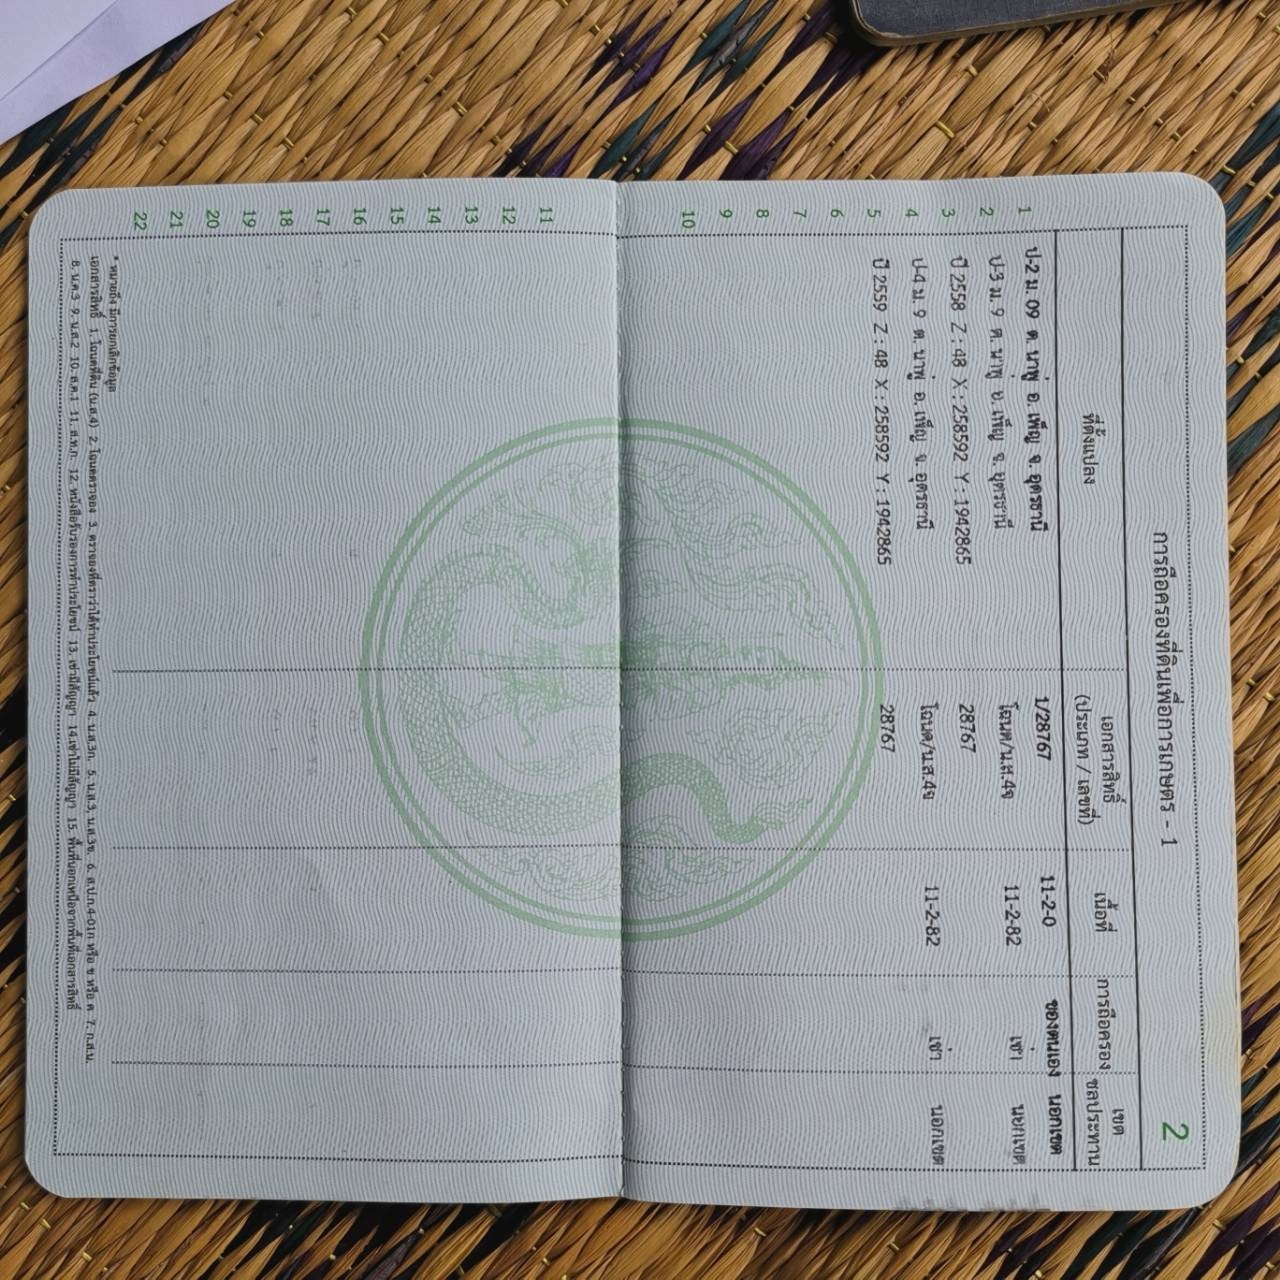 การถือครองที่ดินเพื่อการเกษตร - 1
2
ที่ตั้งแปลง เอกสารสิทธิ์ (ประเภท / เลขที่) เนื้อที่ การถือครอง เขตชลประทาน
1 ป-2 ม. 09 ต. นาพู่ อ. เพ็ญ จ. อุดรธานี 1/28767 11-2-0 ของตนเอง นอกเขต
2 ป-3 ม. 9 ต. นาพู่ อ. เพ็ญ จ. อุดรธานี โฉนด/น.ส.4จ 11-2-82 เช่า นอกเขต
3 ปี 2558 Z : 48 X : 258592 Y : 1942865 28767
4 ป-4 ม. 9 ต. นาพู่ อ. เพ็ญ จ. อุดรธานี โฉนด/น.ส.4จ 11-2-82 เช่า นอกเขต
5 ปี 2559 Z : 48 X : 258592 Y : 1942865 28767
6
7
8
9
10
11
12
13
14
15
16
17
18
19
20
21
22
* หมายถึง มีการยกเลิกข้อมูล
เอกสารสิทธิ์ 1. โฉนดที่ดิน (น.ส.4) 2. โฉนดตราจอง 3. ตราจองที่ตราว่าได้ทำประโยชน์แล้ว 4. น.ส.3ก. 5. น.ส.3, น.ส.3ข. 6. ส.ป.ก.4-01ก หรือ ข หรือ ค 7. ก.ส.น.
8. น.ค.3 9. น.ส.2 10. ส.ค.1 11. ส.ท.ก. 12. หนังสือรับรองการทำประโยชน์ 13. เช่ามีสัญญา 14.เช่าไม่มีสัญญา 15. พื้นที่นอกเหนือจากพื้นที่เอกสารสิทธิ์